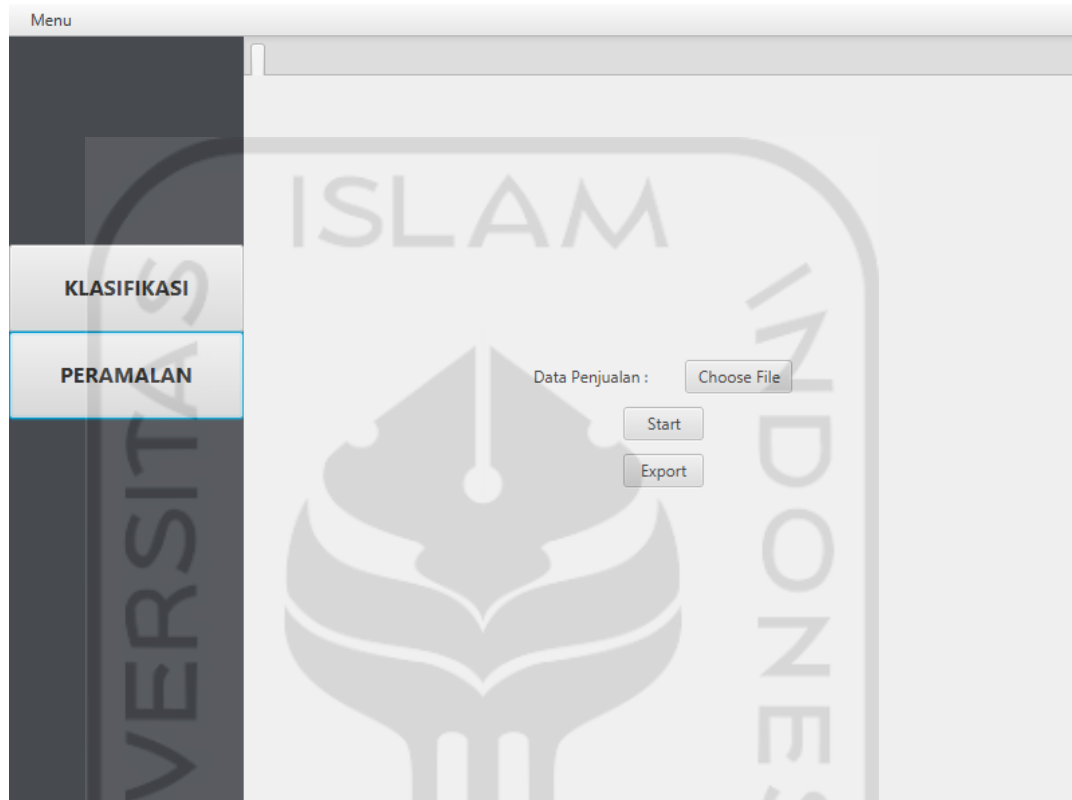 Menu
ISLAM
KLASIFIKASI
PERAMALAN
Data Penjualan :
Choose File
Start
Export
VERSITAS
INDONES